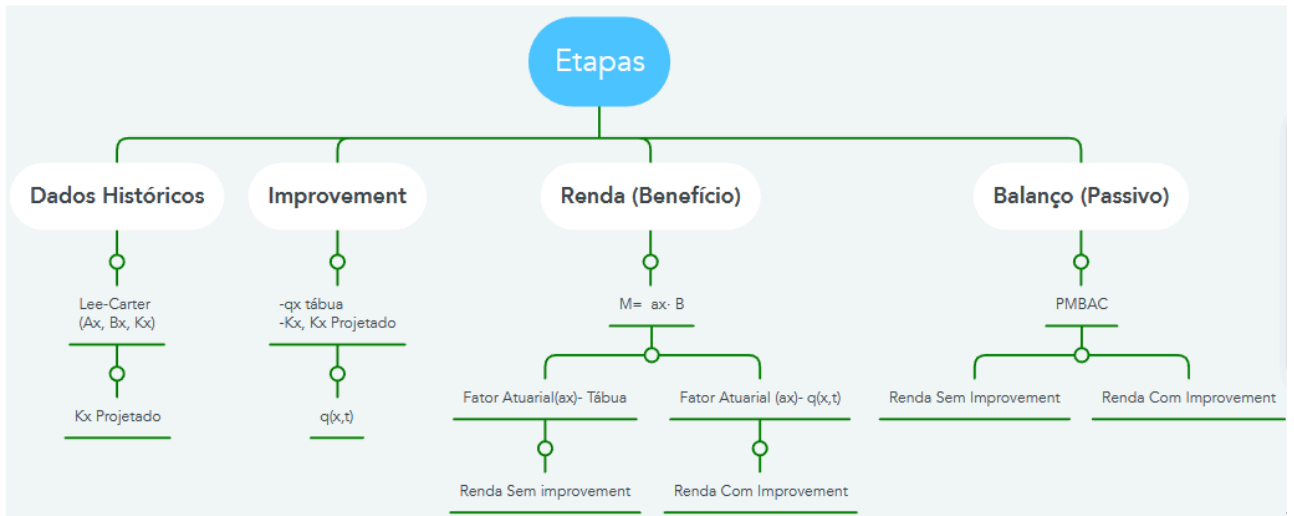 Etapas
Dados Históricos
Improvement
Renda (Benefício)
Balanço (Passivo)
Lee-Carter
(Ax, Bx, Kx)
-qx tábua
-Kx, Kx Projetado
M=  ax· B
PMBAC
Kx Projetado
q(x,t)
Fator Atuarial(ax)- Tábua
Fator Atuarial (ax)- q(x,t)
Renda Sem Improvement
Renda Com Improvement
Renda Sem improvement
Renda Com Improvement